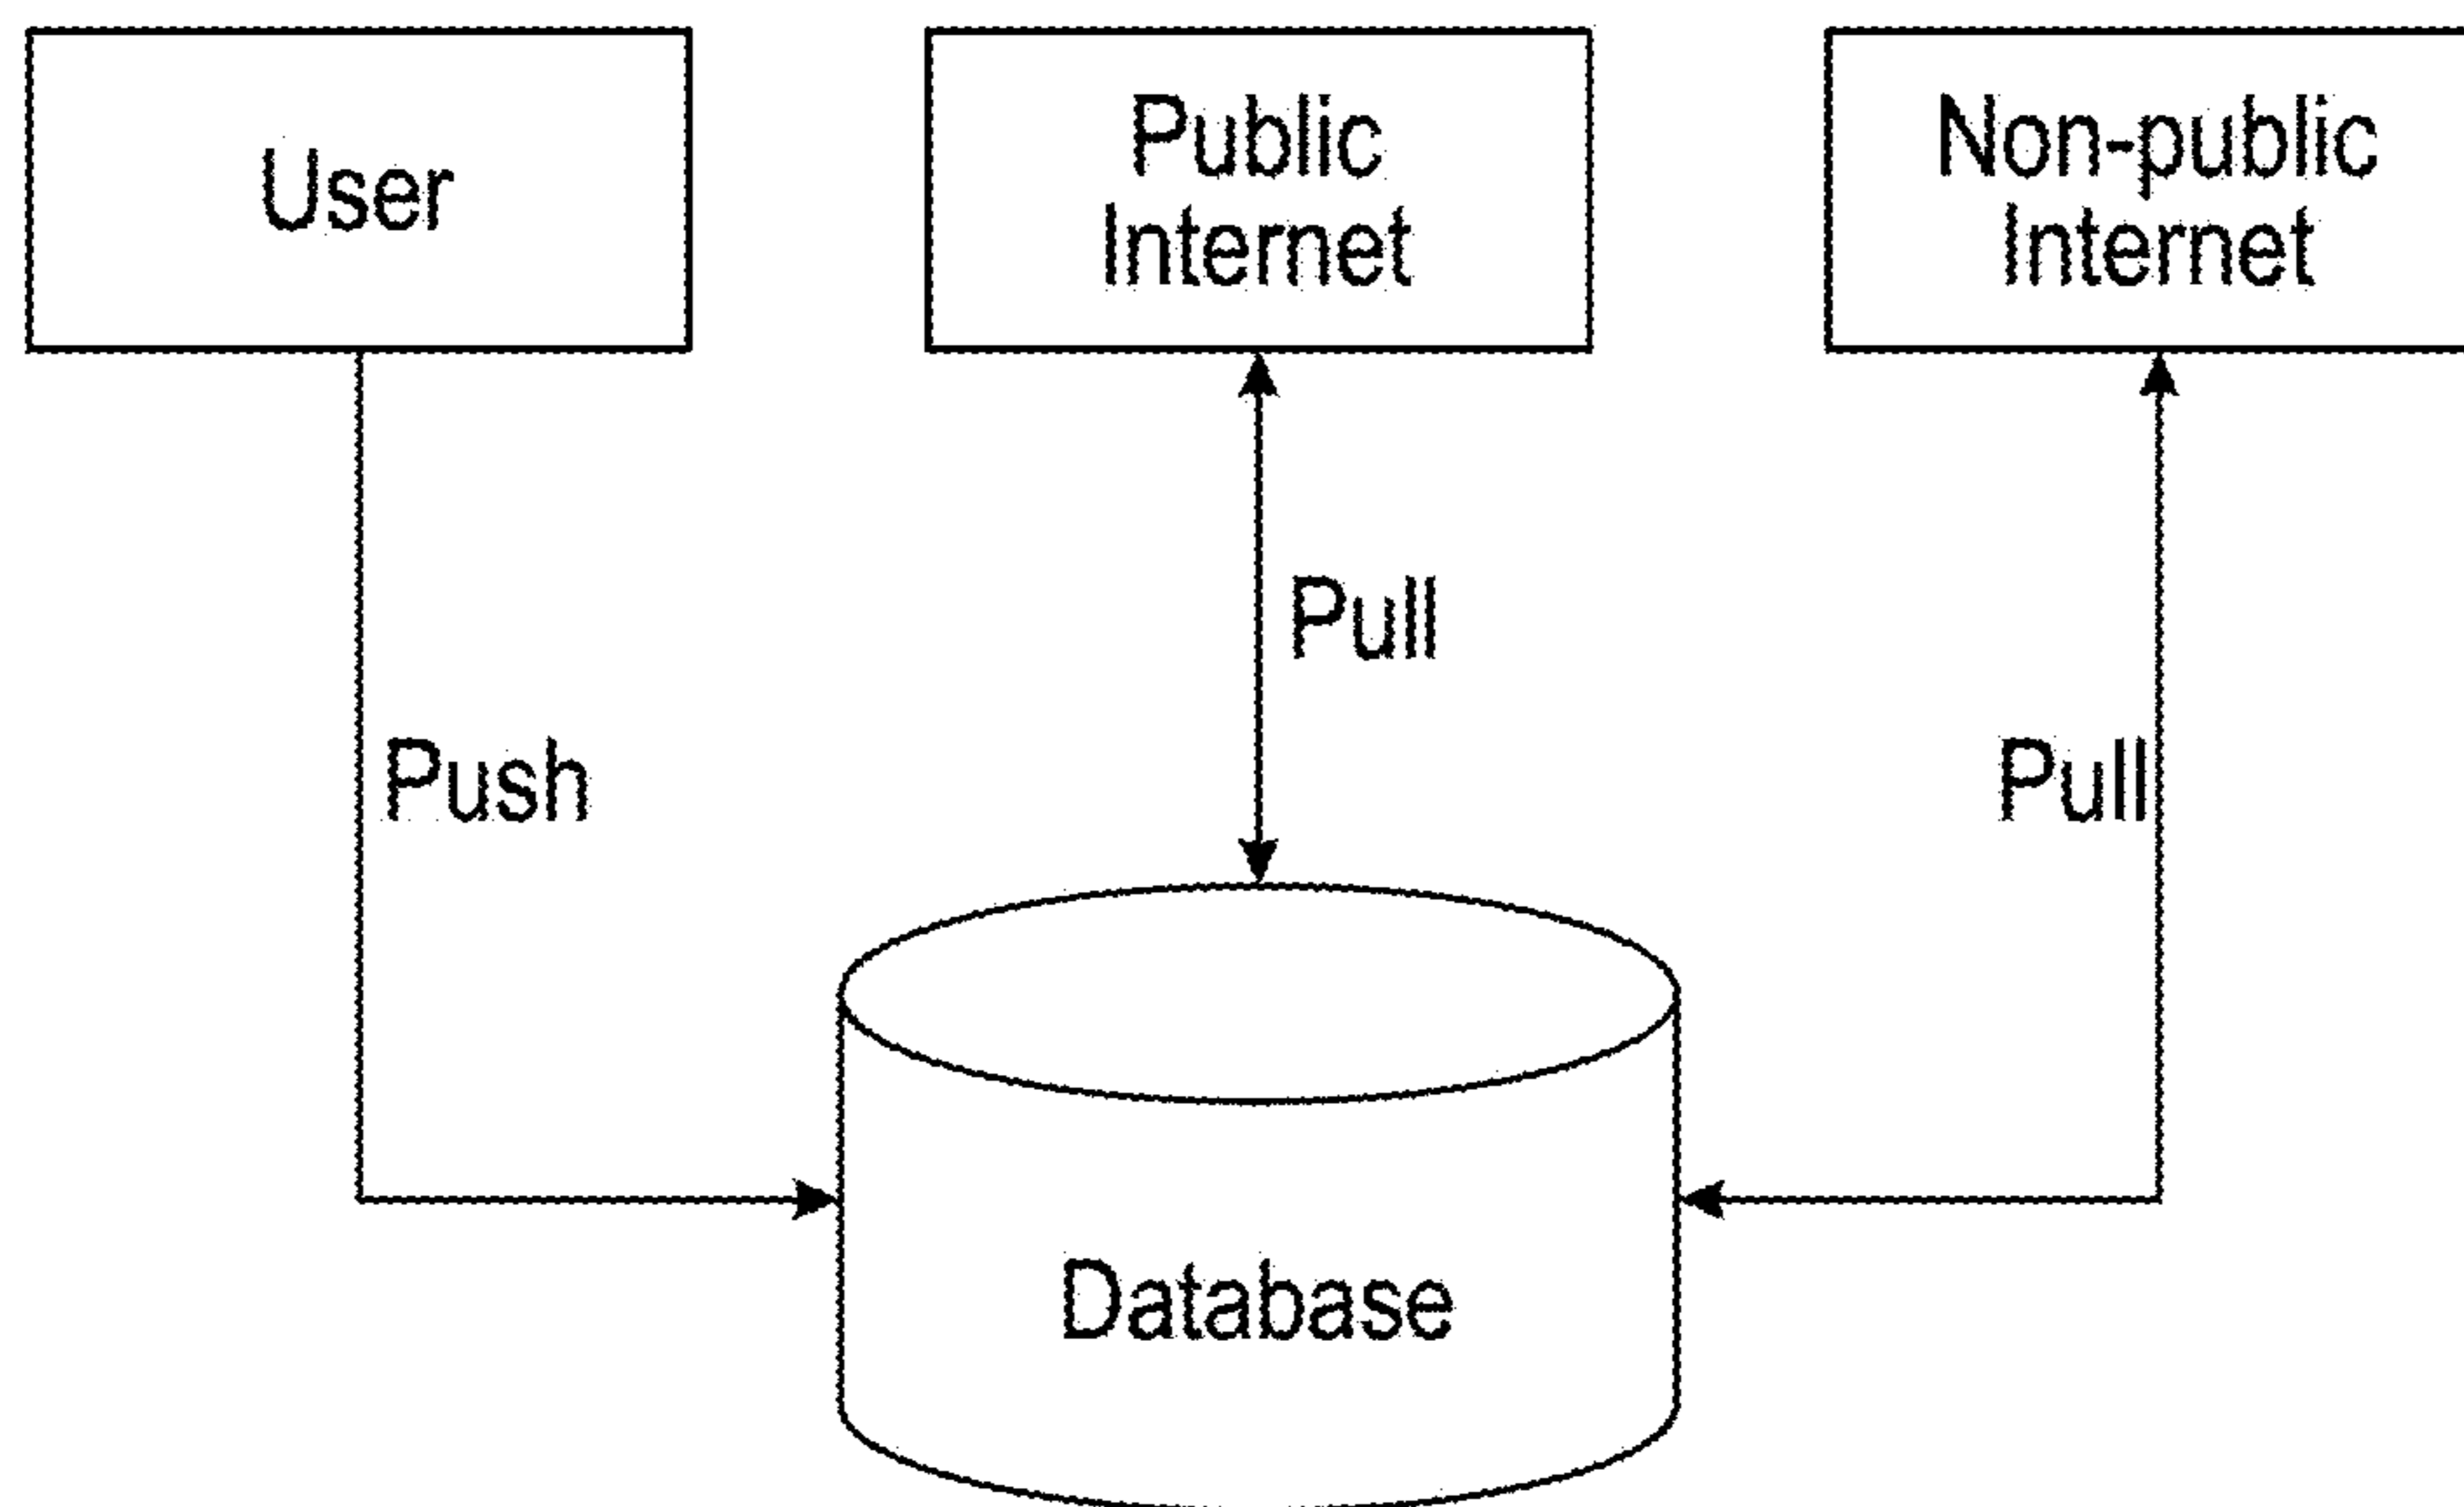 User
Public
Internet
Non-public
Internet
Pull
Push
Pull
Database